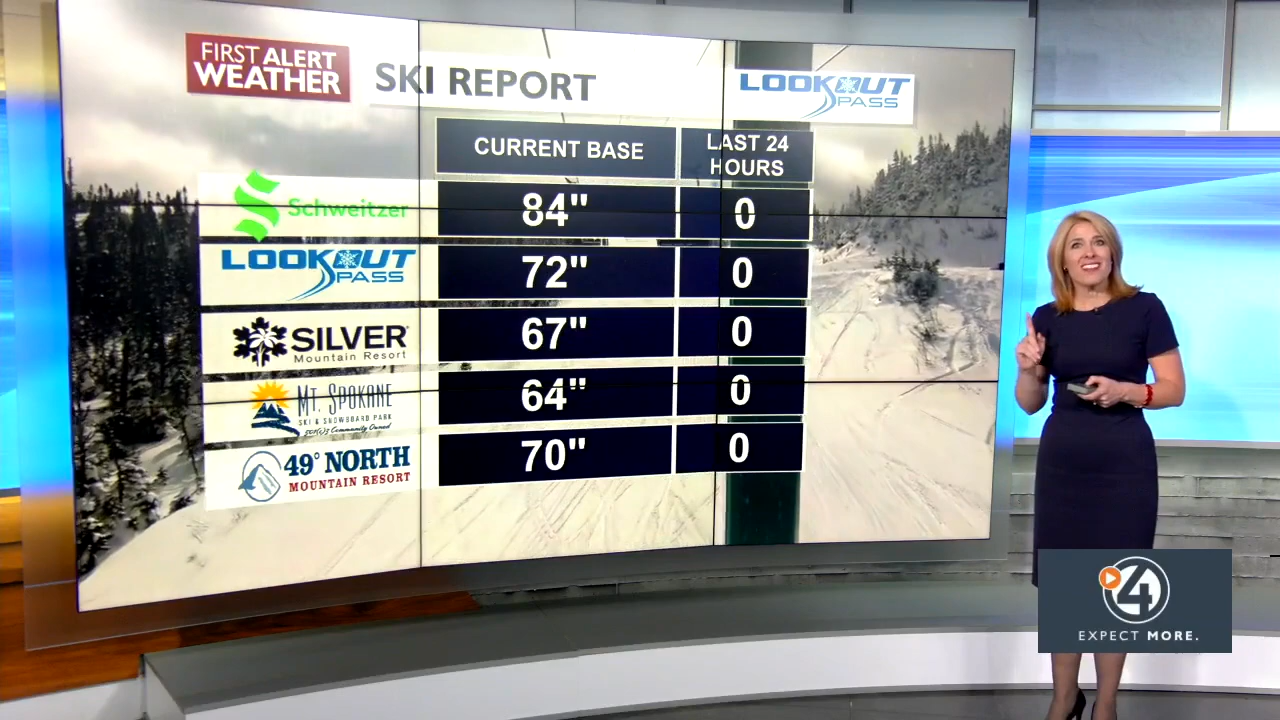 FIRST ALERT
WEATHER
SKI REPORT
LOOKOUT
PASS
CURRENT BASE
LAST 24
HOURS
Schweitzer
84"
0
LOOKOUT
PASS
72"
0
SILVER
Mountain Resort
67"
0
MT. SPOKANE
SKI & SNOWBOARD PARK
Community Owned
64"
0
49° NORTH
MOUNTAIN RESORT
70"
0
4
EXPECT MORE.